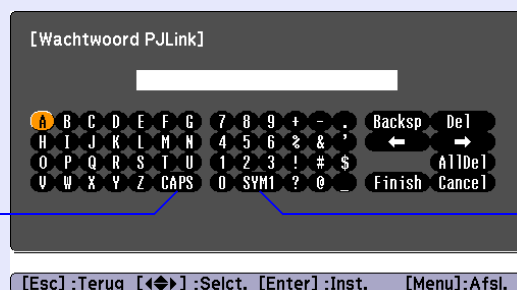 [Wachtwoord PJLink]
A B C D E F G 7 8 9 + - . Backsp Del
H I J K L M N 4 5 6 % & ' ← →
O P Q R S T U 1 2 3 ! # $ AllDel
V W X Y Z CAPS 0 SYM1 ? @ _ Finish Cancel
[Esc] :Terug [◀◆▶] :Selct. [Enter] :Inst. [Menu]:Afsl.